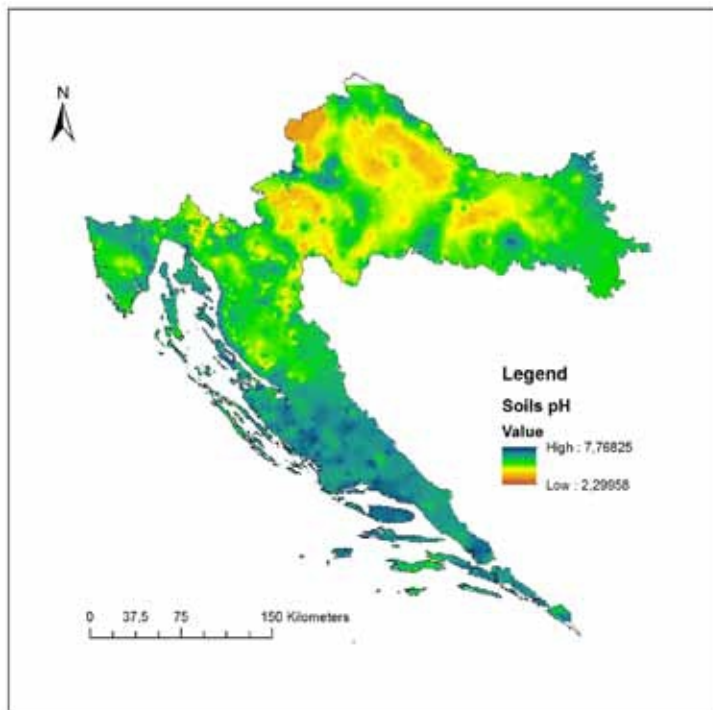 N
Legend
Soils pH
Value
High : 7,76825
Low : 2,29958
0 37,5 75 150 Kilometers